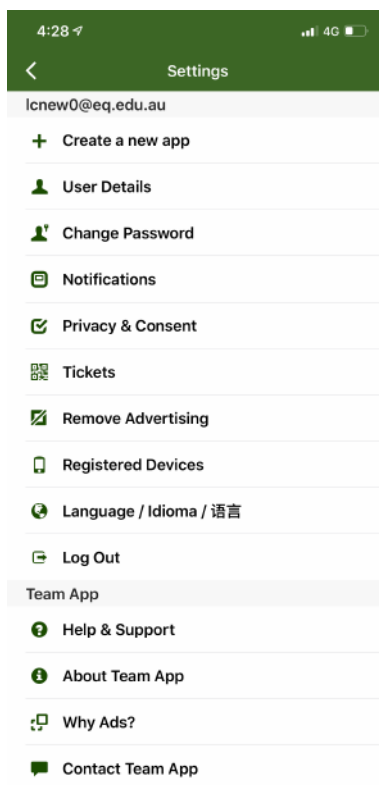 4:28 4G
Settings
lcnew0@eq.edu.au
Create a new app
User Details
Change Password
Notifications
Privacy & Consent
Tickets
Remove Advertising
Registered Devices
Language / Idioma / 语言
Log Out
Team App
Help & Support
About Team App
Why Ads?
Contact Team App